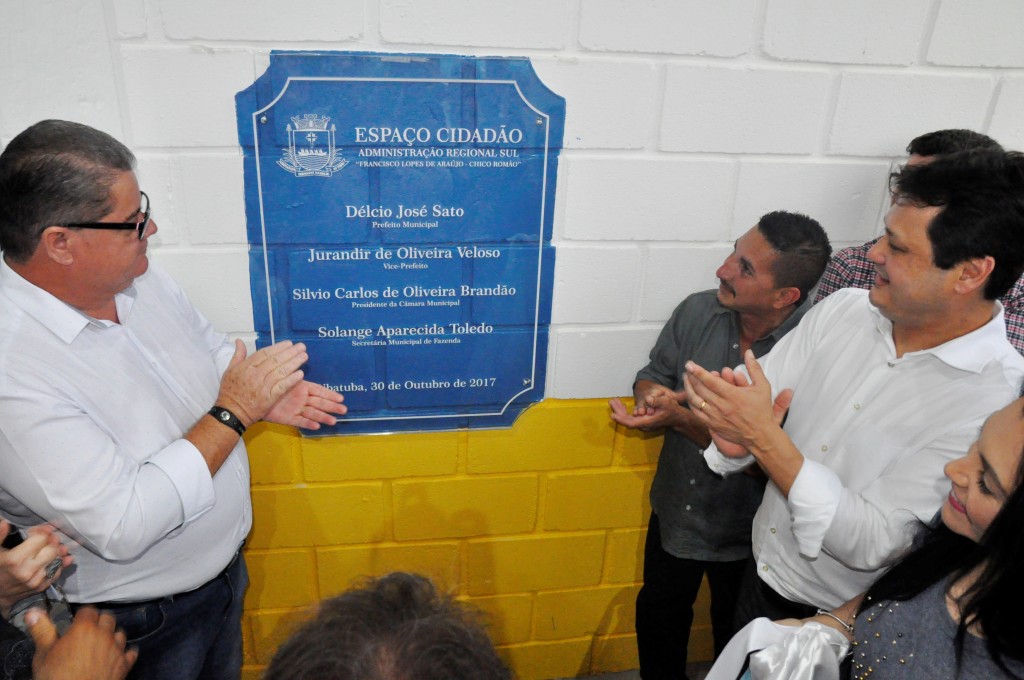 ESPAÇO CIDADÃO
ADMINISTRAÇÃO REGIONAL SUL
"FRANCISCO LOPES DE ARAÚJO - CHICO ROMÃO"
Délcio José Sato
Prefeito Municipal
Jurandir de Oliveira Veloso
Vice-Prefeito
Silvio Carlos de Oliveira Brandão
Presidente da Câmara Municipal
Solange Aparecida Toledo
Secretária Municipal de Fazenda
batuba, 30 de Outubro de 2017